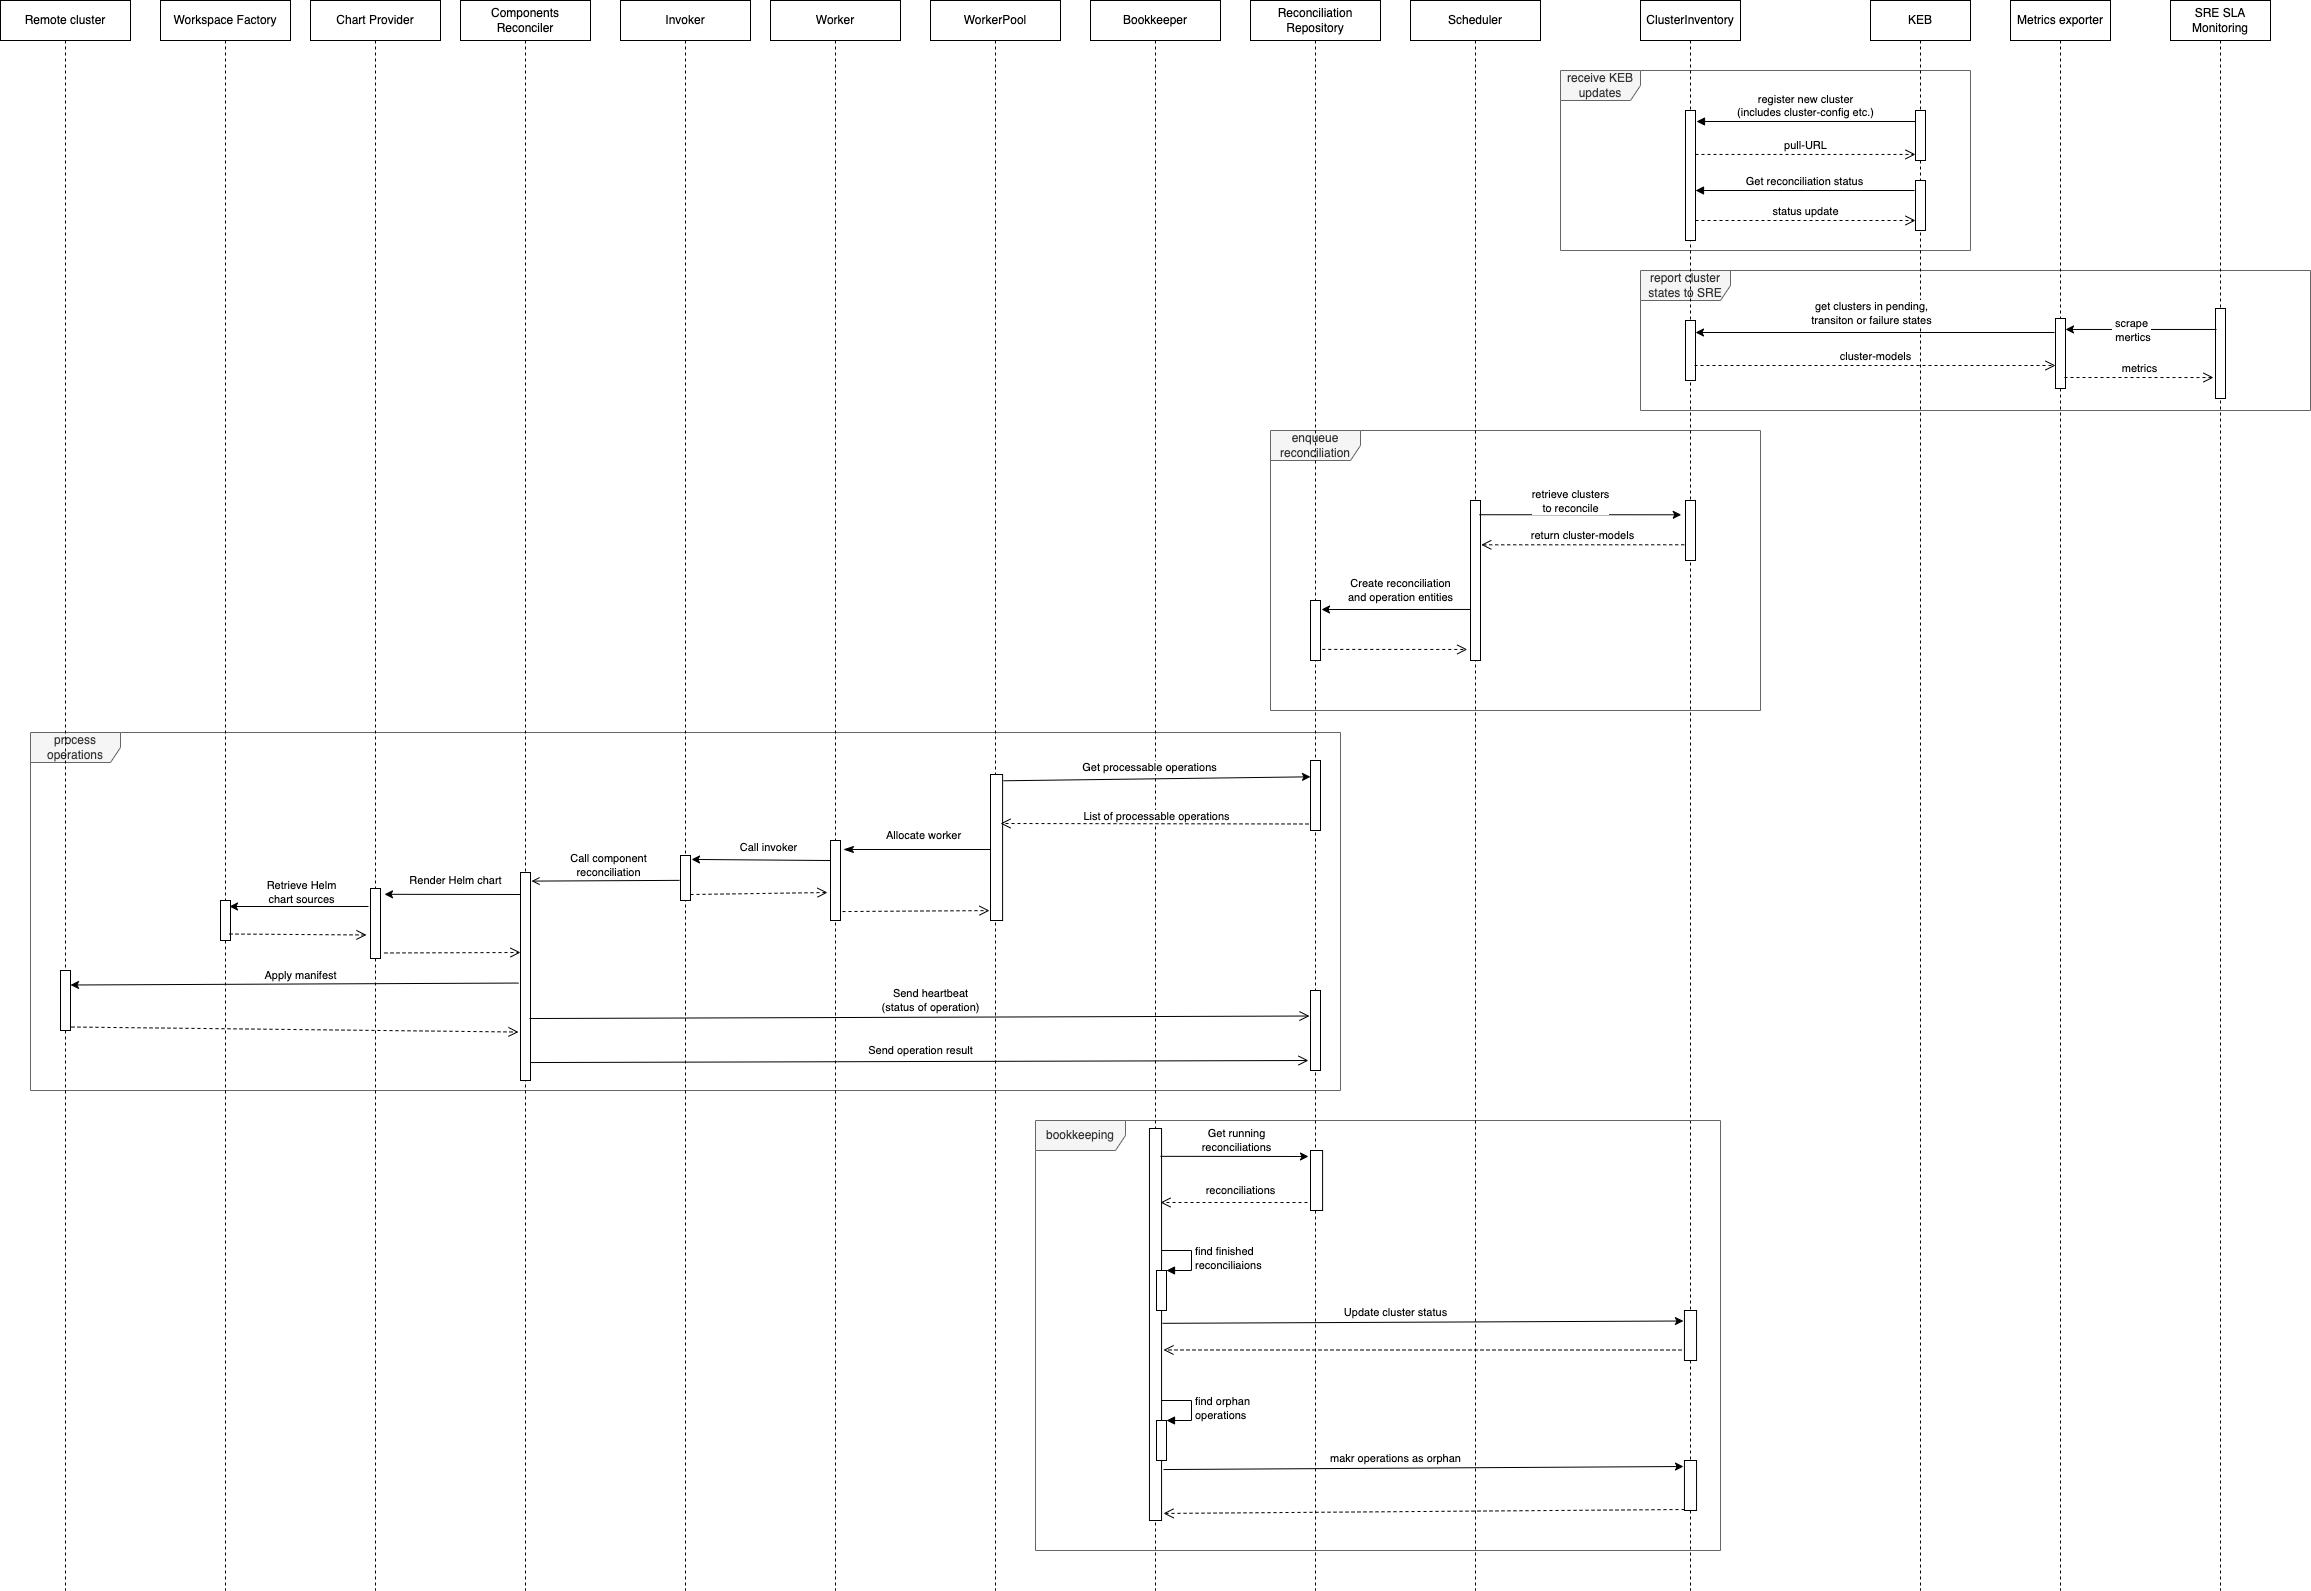 Remote cluster
Workspace Factory
Chart Provider
Components
Reconciler
Invoker
Worker
WorkerPool
Bookkeeper
Reconciliation
Repository
Scheduler
ClusterInventory
KEB
Metrics exporter
SRE SLA
Monitoring
receive KEB
updates
register new cluster
(includes cluster-config etc.)
pull-URL
Get reconciliation status
status update
report cluster
states to SRE
get clusters in pending,
transiton or failure states
scrape
mertics
cluster-models
metrics
enqueue
reconciliation
retrieve clusters
to reconcile
return cluster-models
Create reconciliation
and operation entities
process
operations
Get processable operations
List of processable operations
Allocate worker
Call invoker
Call component
reconciliation
Render Helm chart
Retrieve Helm
chart sources
Apply manifest
Send heartbeat
(status of operation)
Send operation result
bookkeeping
Get running
reconciliations
reconciliations
find finished
reconciliaions
Update cluster status
find orphan
operations
makr operations as orphan